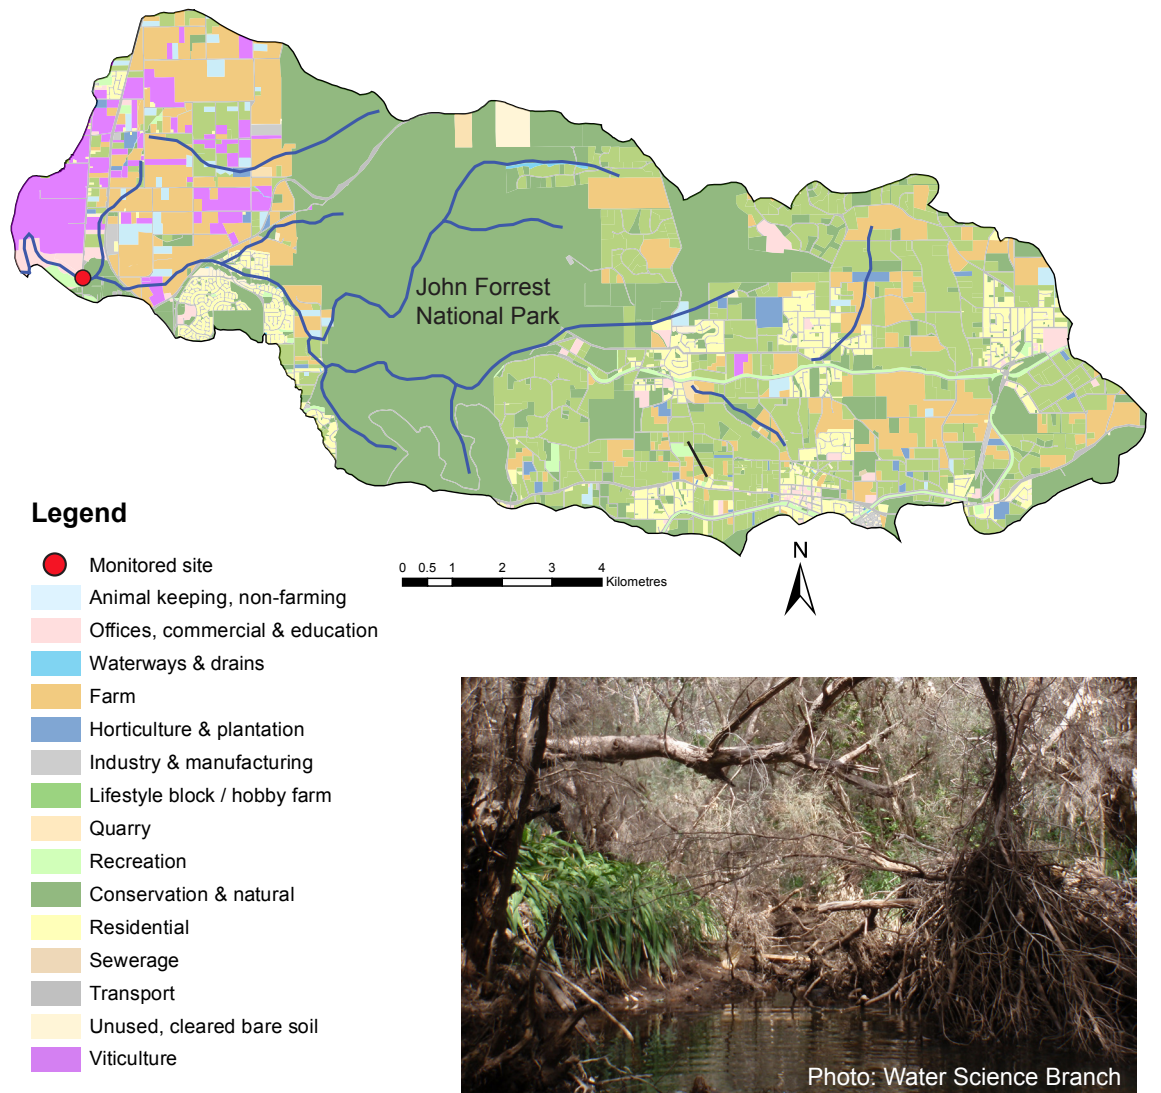 John Forrest
National Park
Legend
Monitored site
Animal keeping, non-farming
Offices, commercial & education
Waterways & drains
Farm
Horticulture & plantation
Industry & manufacturing
Lifestyle block / hobby farm
Quarry
Recreation
Conservation & natural
Residential
Sewerage
Transport
Unused, cleared bare soil
Viticulture
0 0.5 1 2 3 4
Kilometres
N
Photo: Water Science Branch